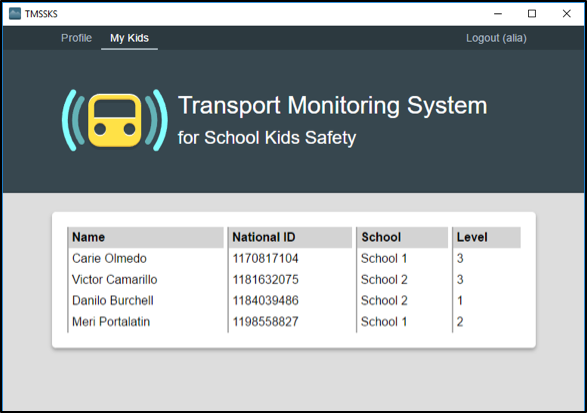 TMSSKS
Profile My Kids Logout (alia)
Transport Monitoring System
for School Kids Safety
Name National ID School Level
Carie Olmedo 1170817104 School 1 3
Victor Camarillo 1181632075 School 2 3
Danilo Burchell 1184039486 School 2 1
Meri Portalatin 1198558827 School 1 2